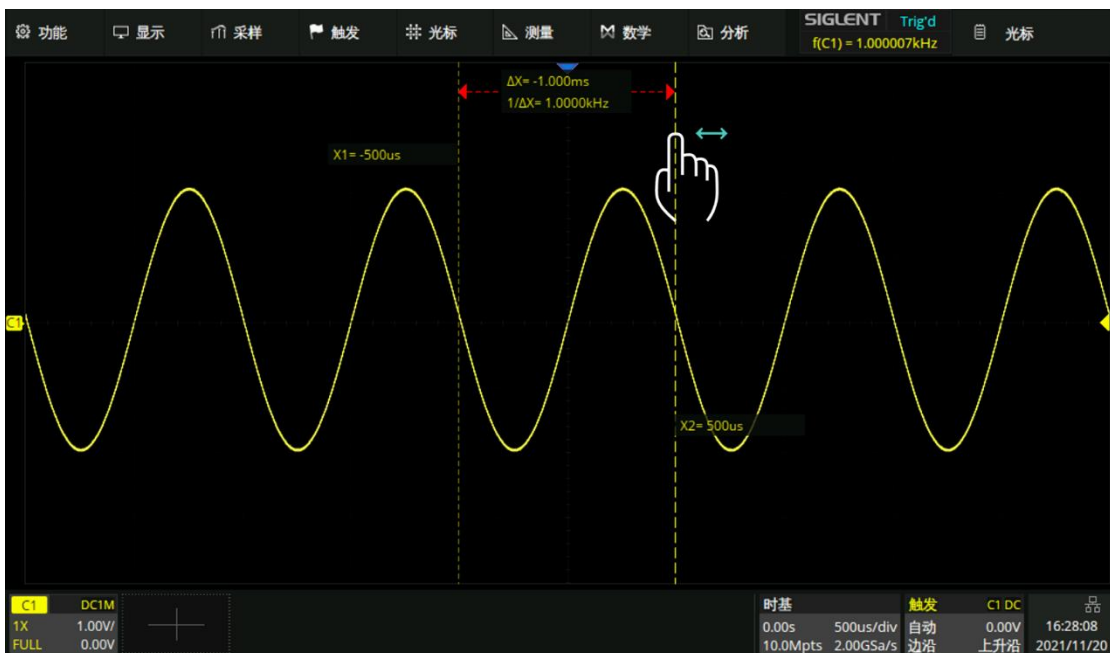 功能 显示 采样 触发 光标 测量 数学 分析 SIGLENT Trig'd 光标
f(C1) = 1.000007kHz
ΔX= -1.000ms
1/ΔX= 1.0000kHz
X1= -500us
C1
X2= 500us
C1 DC1M 时基 触发 C1 DC
1X 1.00V/ 0.00s 500us/div 自动 0.00V 16:28:08
FULL 0.00V 10.0Mpts 2.00GSa/s 边沿 上升沿 2021/11/20